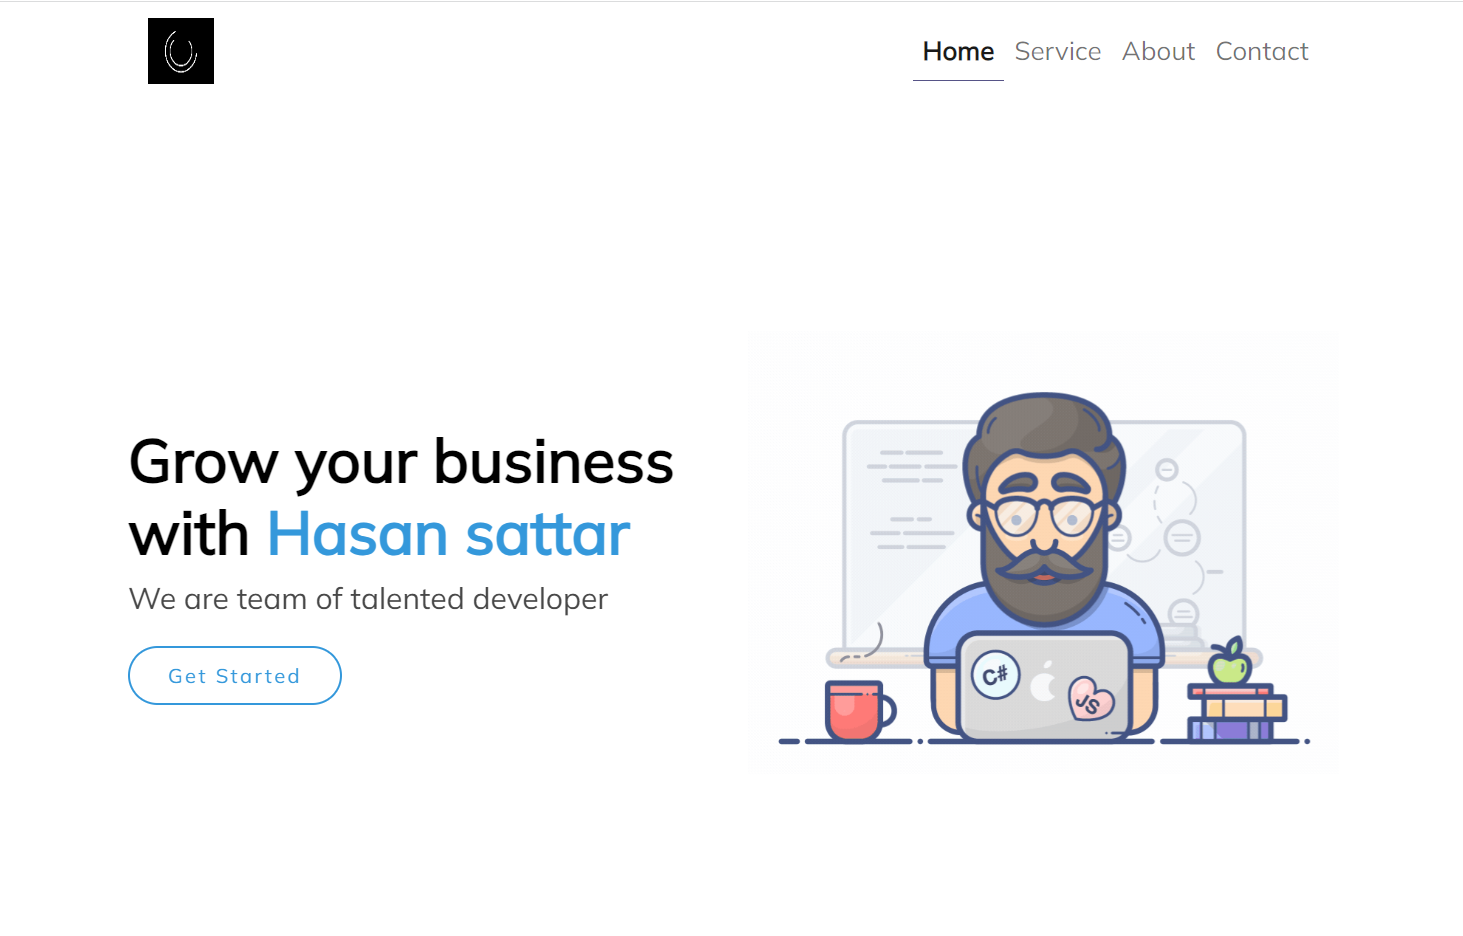 Home Service About Contact
Grow your business
with Hasan sattar
We are team of talented developer
Get Started
C#
JS